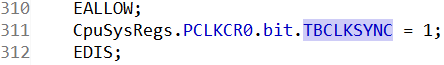 310 EALLOW;
311 CpuSysRegs.PCLKCR0.bit.TBCLKSYNC = 1;
312 EDIS;